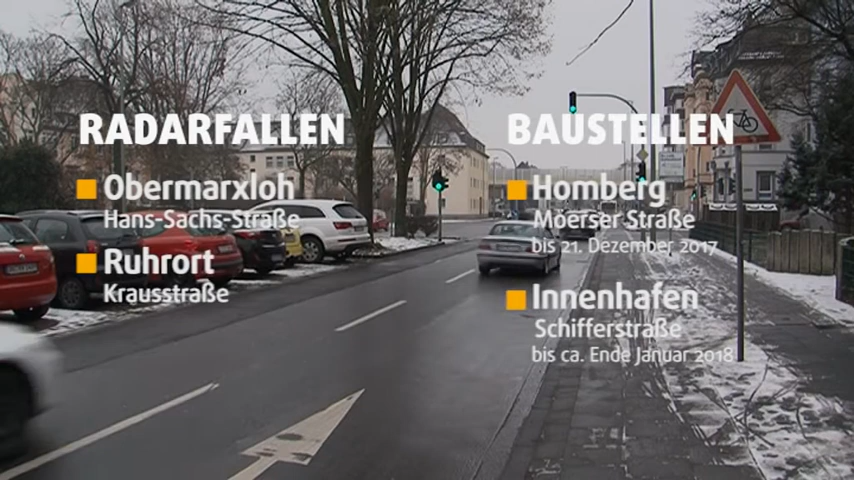 RADARFALLEN
Obermarxloh
Hans-Sachs-Straße
Ruhrort
Krausstraße
BAUSTELLEN
Homberg
Moerser Straße
bis 21. Dezember 2017
Innenhafen
Schifferstraße
bis ca. Ende Januar 2018